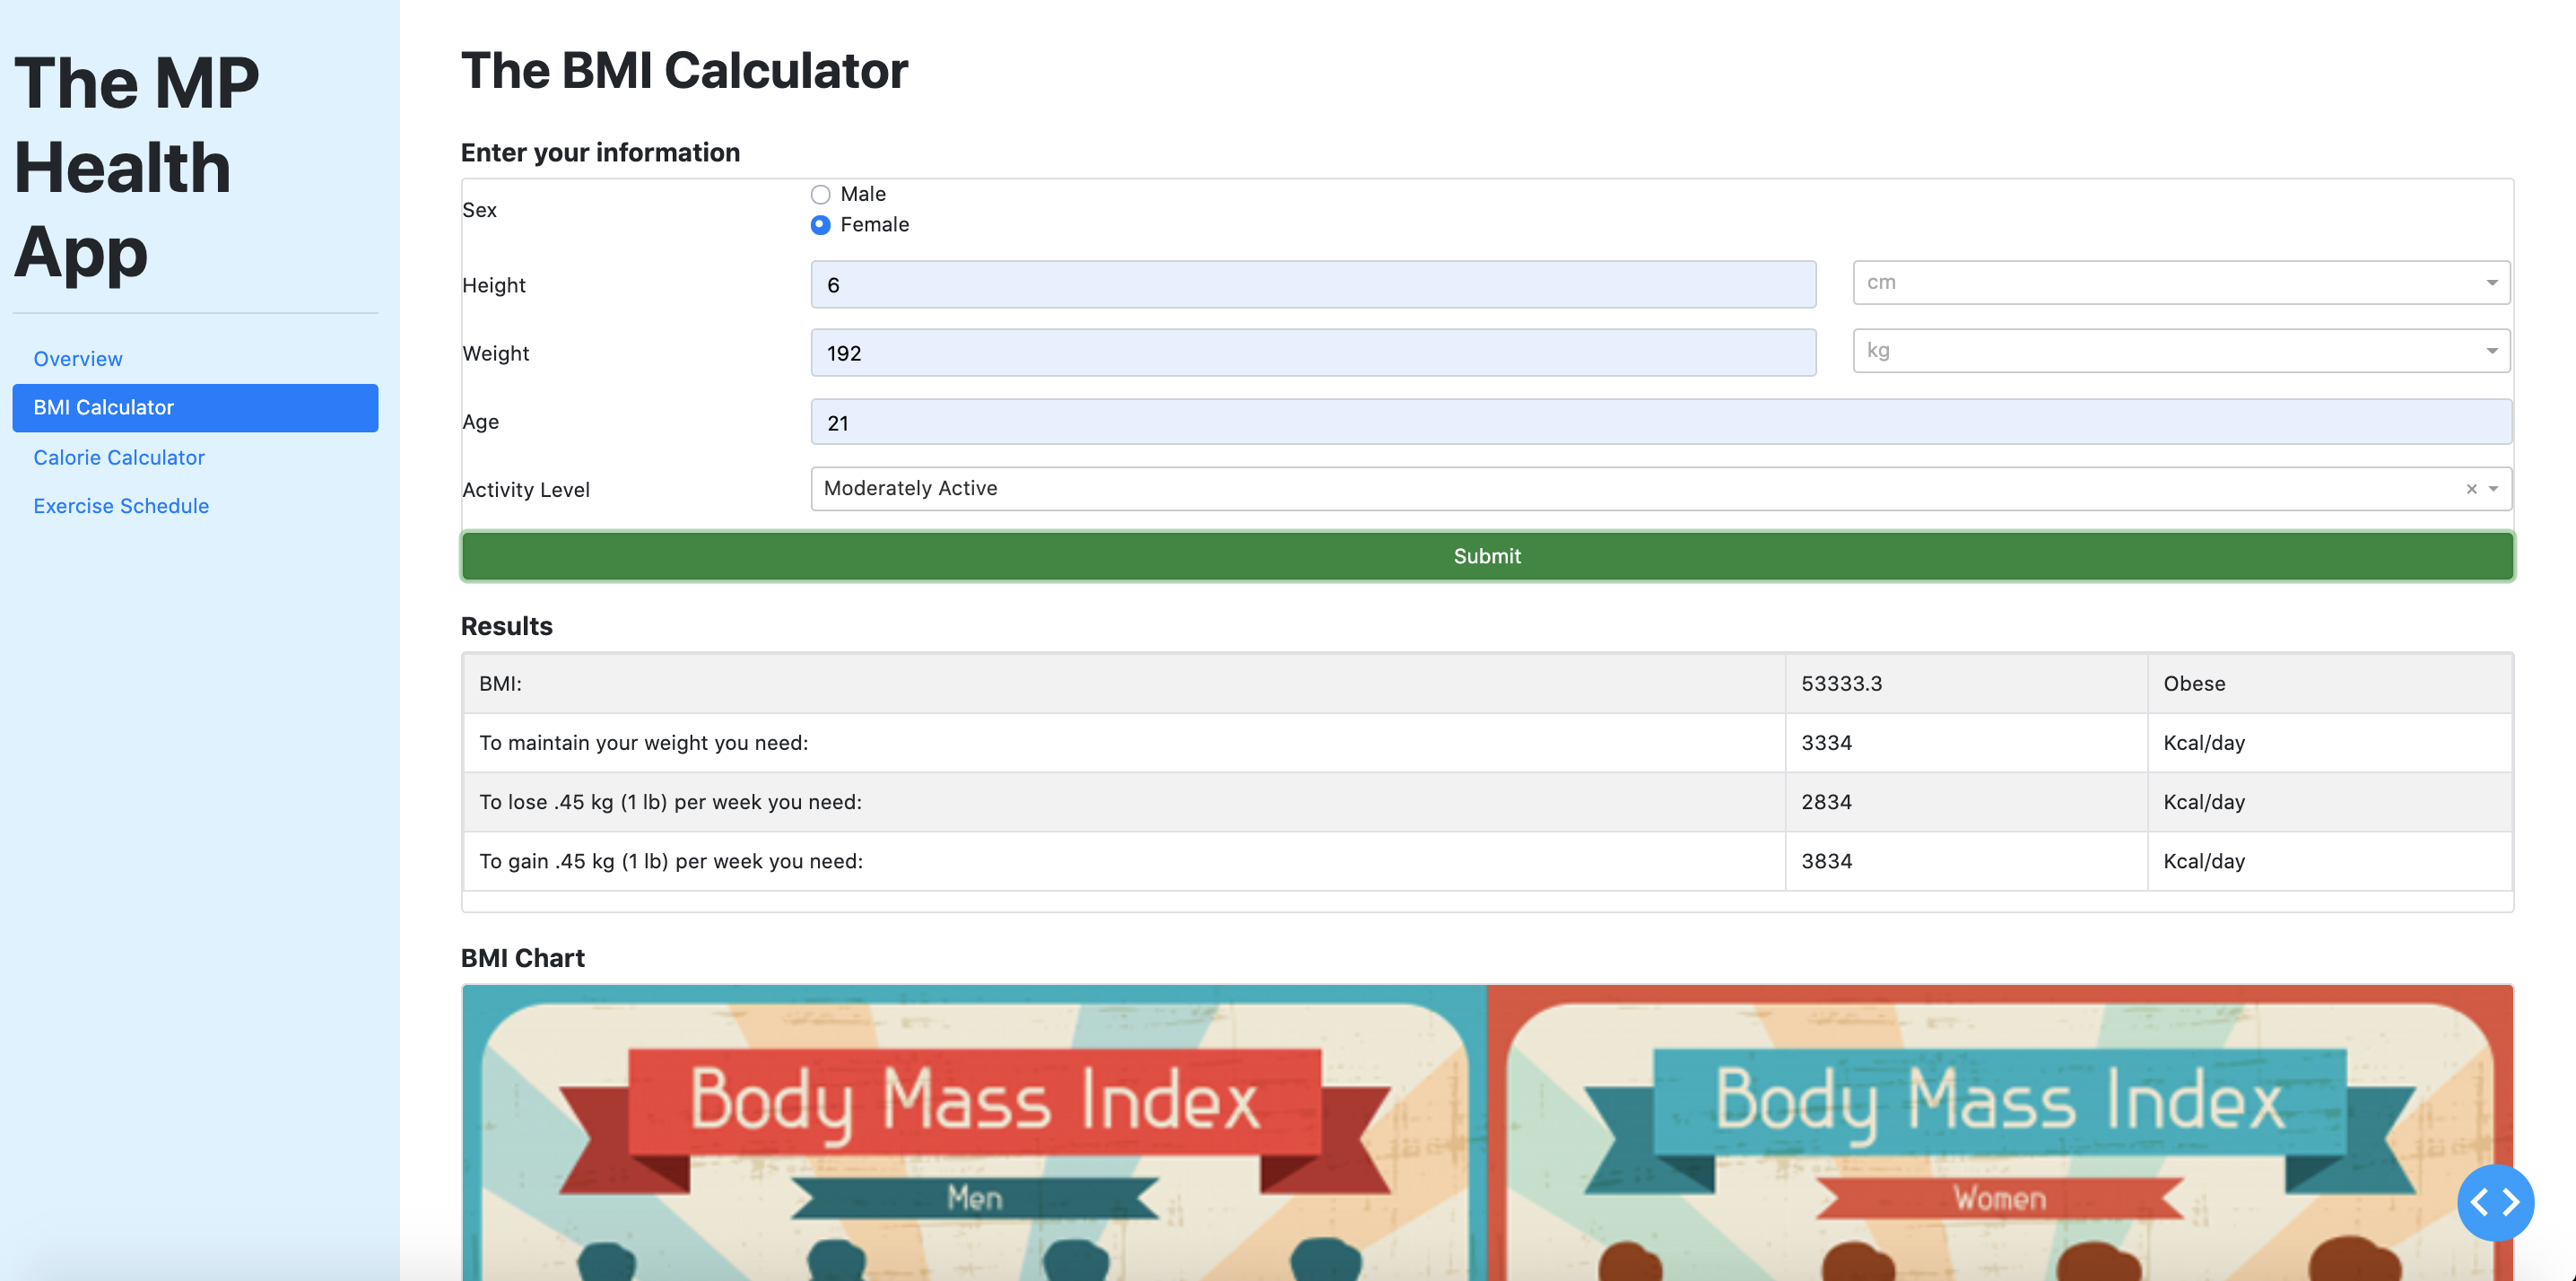 The MP
Health
App
Overview
BMI Calculator
Calorie Calculator
Exercise Schedule
The BMI Calculator
Enter your information
Sex
Male
Female
Height 6 cm
Weight 192 kg
Age 21
Activity Level Moderately Active ×
Submit
Results
BMI: 53333.3 Obese
To maintain your weight you need: 3334 Kcal/day
To lose .45 kg (1 lb) per week you need: 2834 Kcal/day
To gain .45 kg (1 lb) per week you need: 3834 Kcal/day
BMI Chart
Body Mass Index
Men
Body Mass Index
Women